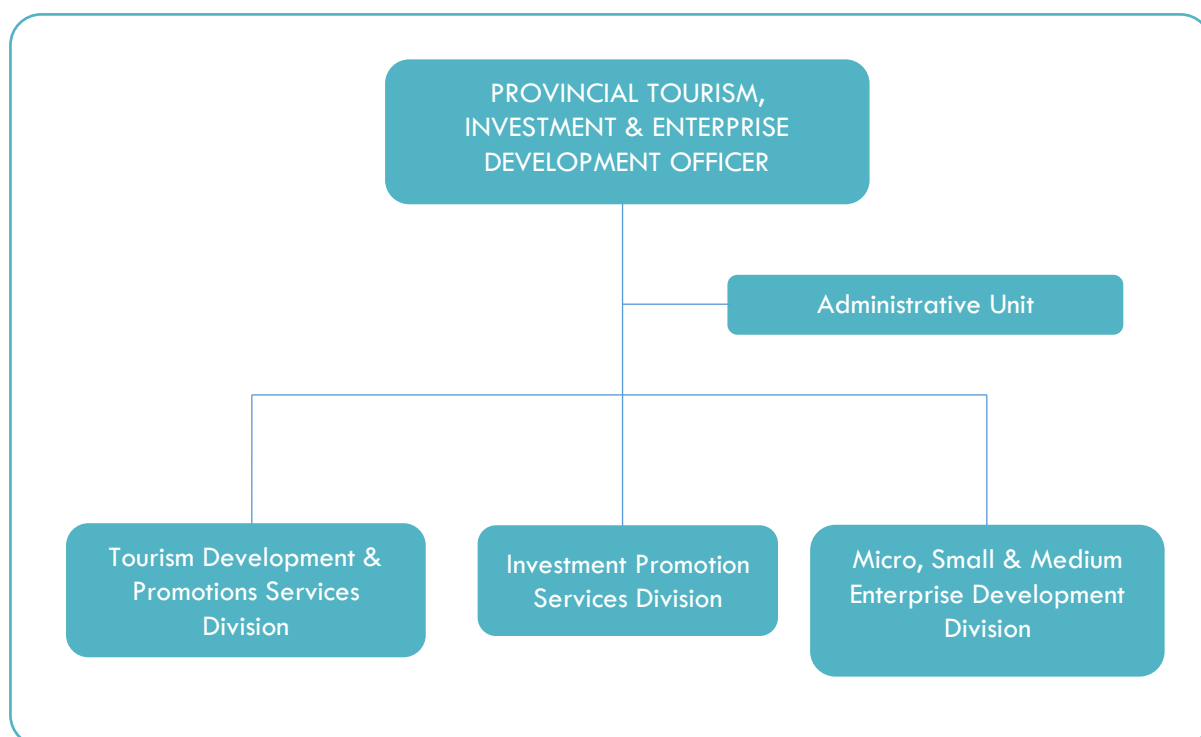 PROVINCIAL TOURISM,
INVESTMENT & ENTERPRISE
DEVELOPMENT OFFICER
Administrative Unit
Tourism Development &
Promotions Services
Division
Investment Promotion
Services Division
Micro, Small & Medium
Enterprise Development
Division